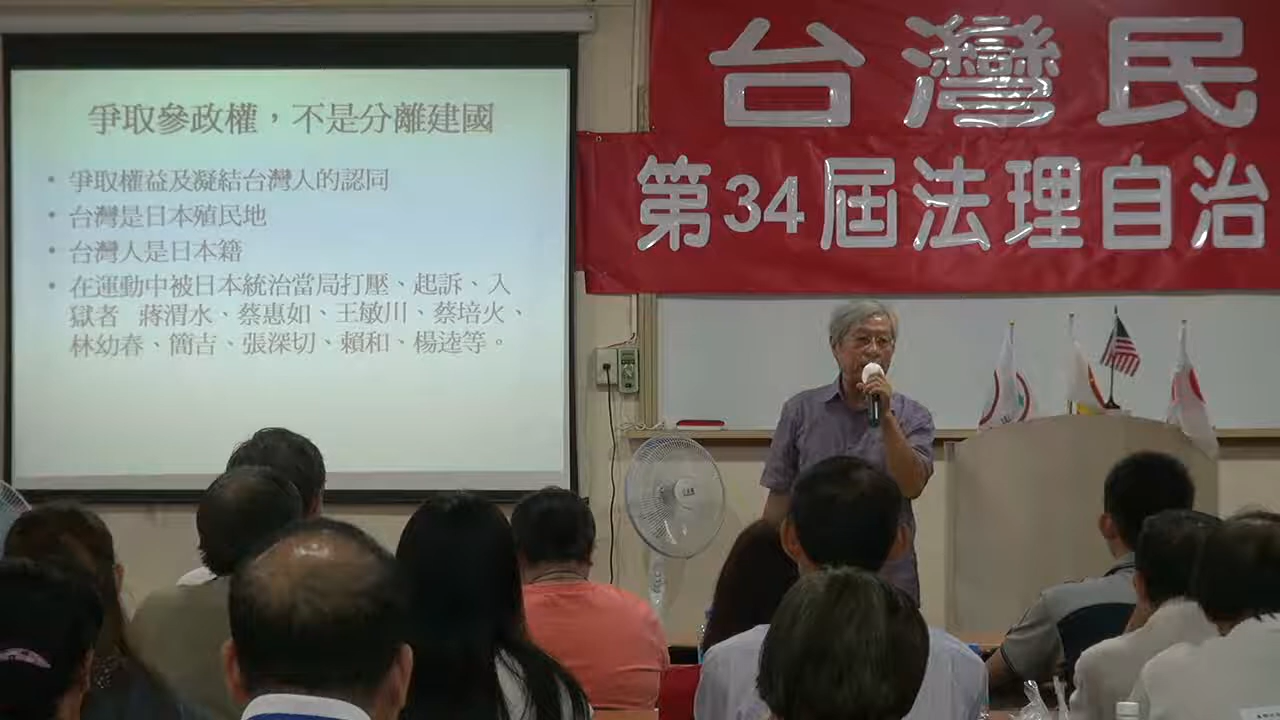 爭取參政權，不是分離建國
• 爭取權益及凝結台灣人的認同
• 台灣是日本殖民地
• 台灣人是日本籍
• 在運動中被日本統治當局打壓、起訴、入
獄者 蔣渭水、蔡惠如、王敏川、蔡培火、
林幼春、簡吉、張深切、賴和、楊逵等。
台灣民
第34屆法理自治